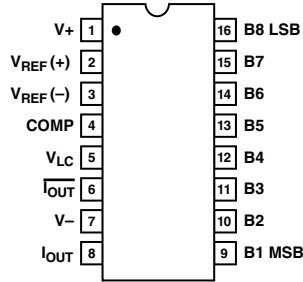 V+ 1 16 B8 LSB
VREF (+) 2 15 B7
VREF (–) 3 14 B6
COMP 4 13 B5
VLC 5 12 B4
I̅O̅U̅T̅ 6 11 B3
V– 7 10 B2
IOUT 8 9 B1 MSB